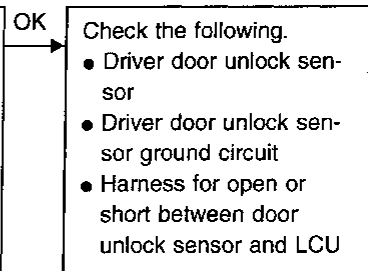 OK
Check the following.
● Driver door unlock sen-
sor
● Driver door unlock sen-
sor ground circuit
● Harness for open or
short between door
unlock sensor and LCU